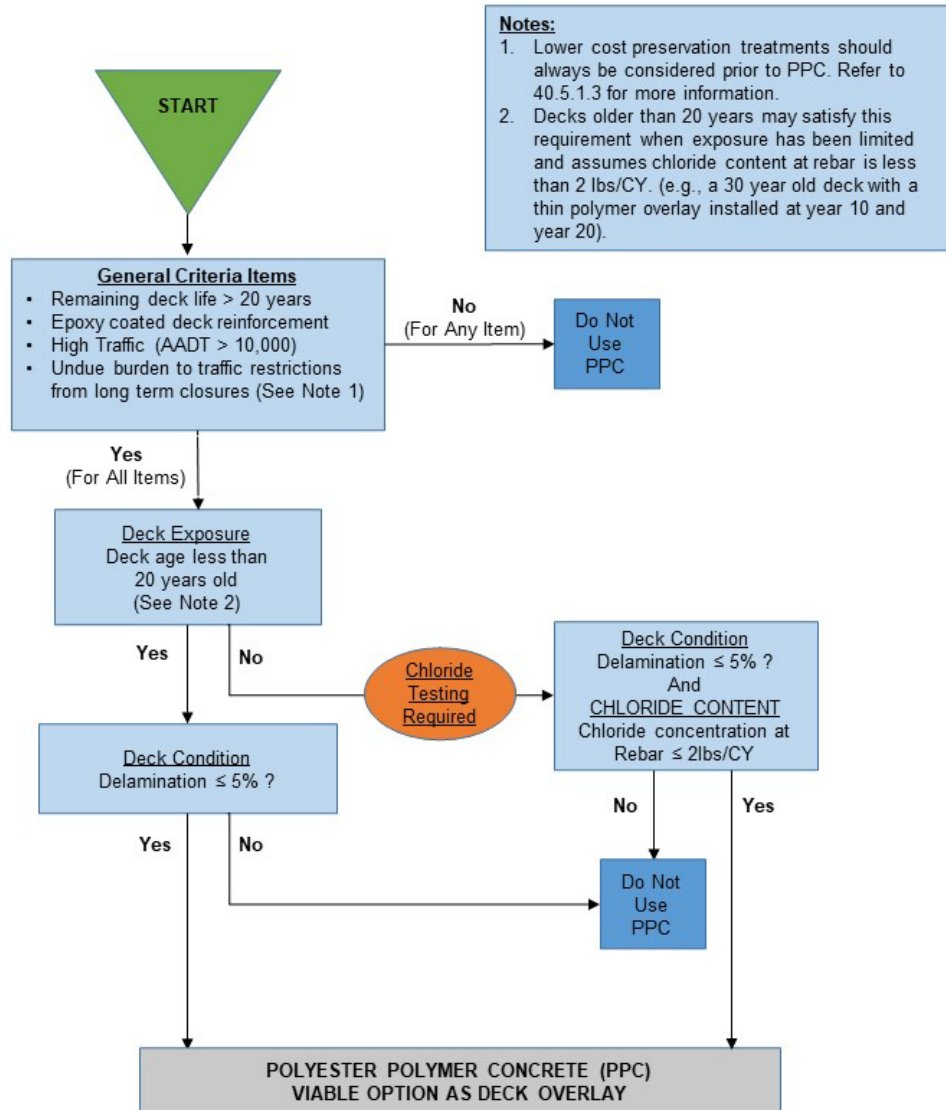 Notes:
1. Lower cost preservation treatments should
always be considered prior to PPC. Refer to
40.5.1.3 for more information.
2. Decks older than 20 years may satisfy this
requirement when exposure has been limited
and assumes chloride content at rebar is less
than 2 lbs/CY. (e.g., a 30 year old deck with a
thin polymer overlay installed at year 10 and
year 20).
START
General Criteria Items
• Remaining deck life > 20 years
• Epoxy coated deck reinforcement
• High Traffic (AADT > 10,000)
• Undue burden to traffic restrictions
from long term closures (See Note 1)
No
(For Any Item)
Do Not
Use
PPC
Yes
(For All Items)
Deck Exposure
Deck age less than
20 years old
(See Note 2)
Yes
No
Chloride
Testing
Required
Deck Condition
Delamination ≤ 5% ?
And
CHLORIDE CONTENT
Chloride concentration at
Rebar ≤ 2lbs/CY
Deck Condition
Delamination ≤ 5% ?
No
Yes
Yes
No
Do Not
Use
PPC
POLYESTER POLYMER CONCRETE (PPC)
VIABLE OPTION AS DECK OVERLAY